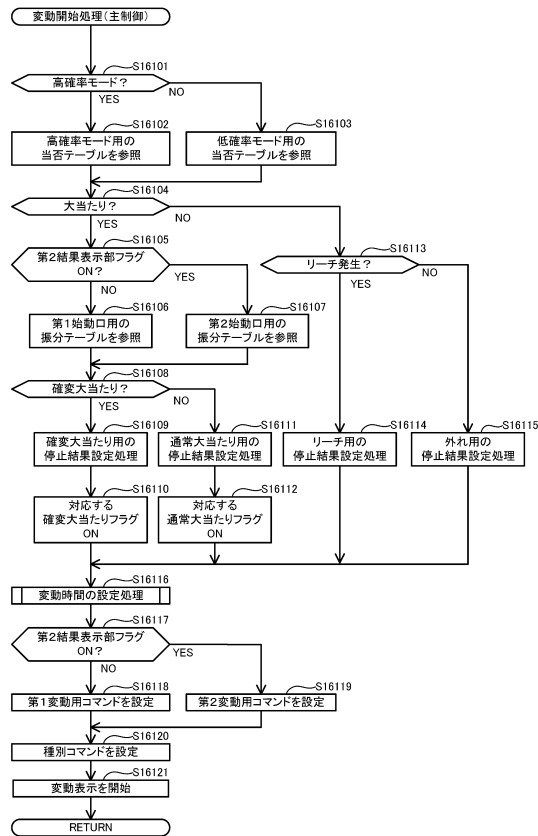 変動開始処理(主制御)
S16101
高確率モード?
NO
YES
S16102
高確率モード用の
当否テーブルを参照
S16103
低確率モード用の
当否テーブルを参照
S16104
大当たり?
NO
YES
S16105
第2結果表示部フラグ
ON?
YES
NO
S16113
リーチ発生?
NO
YES
S16106
第1始動口用の
振分テーブルを参照
S16107
第2始動口用の
振分テーブルを参照
S16108
確変大当たり?
NO
YES
S16109
確変大当たり用の
停止結果設定処理
S16111
通常大当たり用の
停止結果設定処理
S16114
リーチ用の
停止結果設定処理
S16115
外れ用の
停止結果設定処理
S16110
対応する
確変大当たりフラグ
ON
S16112
対応する
通常大当たりフラグ
ON
S16116
変動時間の設定処理
S16117
第2結果表示部フラグ
ON?
YES
NO
S16118
第1変動用コマンドを設定
S16119
第2変動用コマンドを設定
S16120
種別コマンドを設定
S16121
変動表示を開始
RETURN